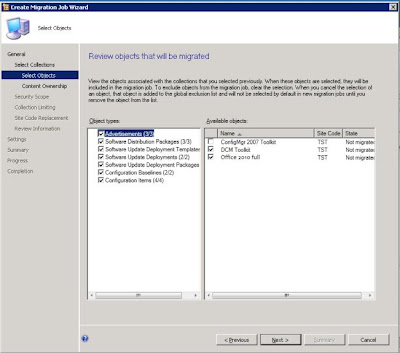 Create Migration Job Wizard
Select Objects
General
Select Collections
Select Objects
Content Ownership
Security Scope
Collection Limiting
Site Code Replacement
Review Information
Settings
Summary
Progress
Completion
Review objects that will be migrated
View the objects associated with the collections that you selected previously. When these are selected, they will be
included in the migration job. To exclude objects from the migration job, clear the selection. When you cancel the selection
of an object, that object is added to the global exclusion list and will not be selected by default in new migration jobs until you
remove the object from the list.
Object types:
Advertisements (3/3)
Software Distribution Packages (3/3)
Software Update Deployment Templates
Software Update Deployments (2/2)
Software Update Deployment Packages
Configuration Baselines (2/2)
Configuration Items (4/4)
Available objects:
Name Site Code State
ConfigMgr 2007 Toolkit TST Not migrate
DCM Toolkit TST Not migrate
Office 2010 full TST Not migrate
< Previous Next > Summary Cancel